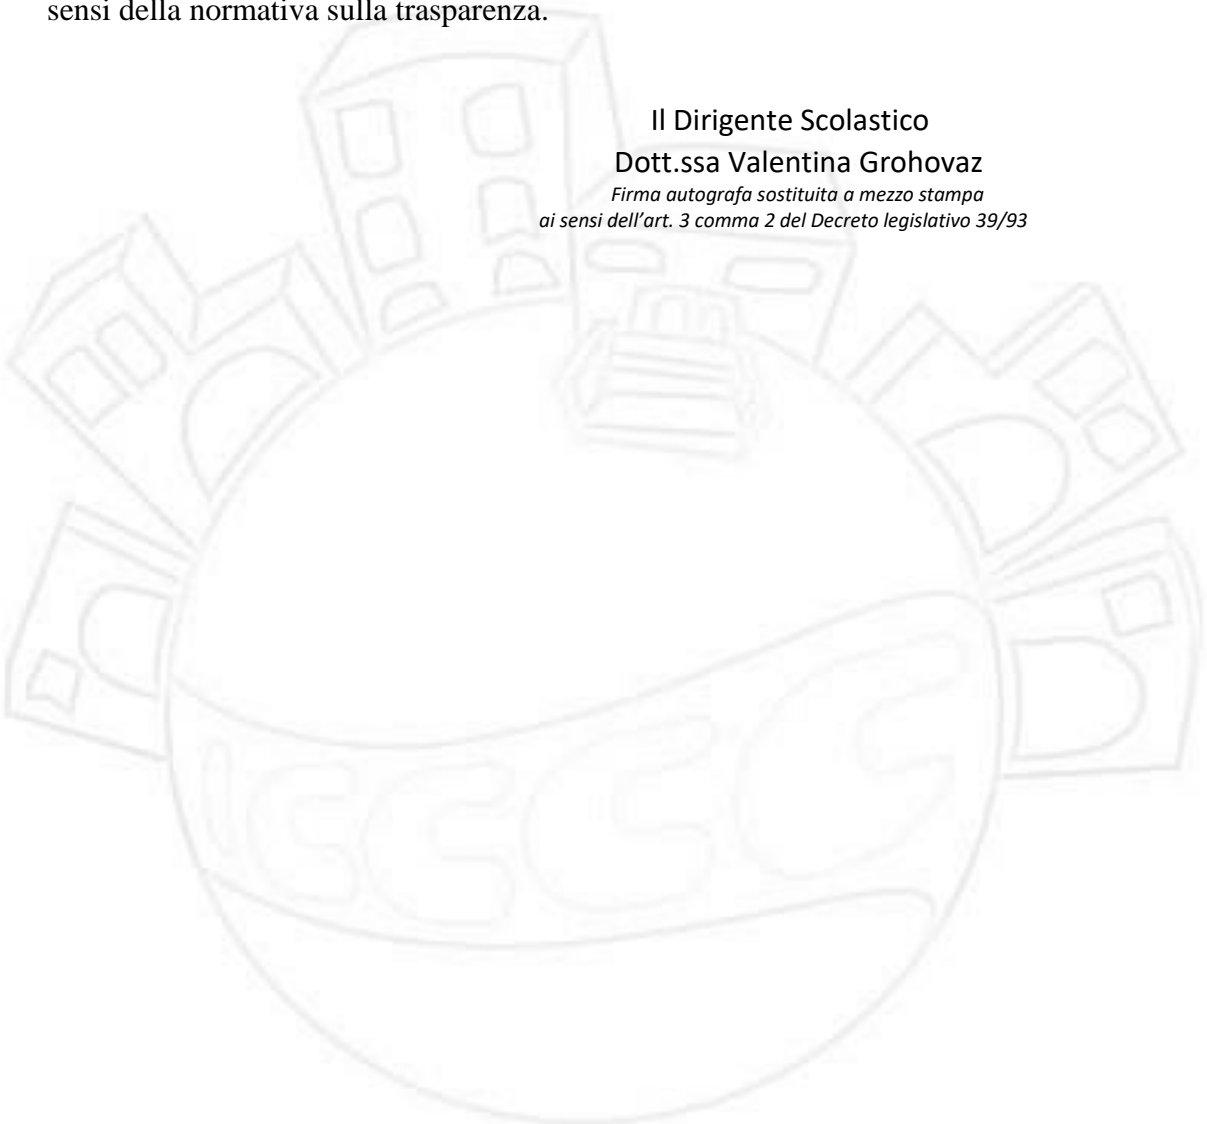 sensi della normativa sulla trasparenza.
Il Dirigente Scolastico
Dott.ssa Valentina Grohovaz
Firma autografa sostituita a mezzo stampa
ai sensi dell'art. 3 comma 2 del Decreto legislativo 39/93